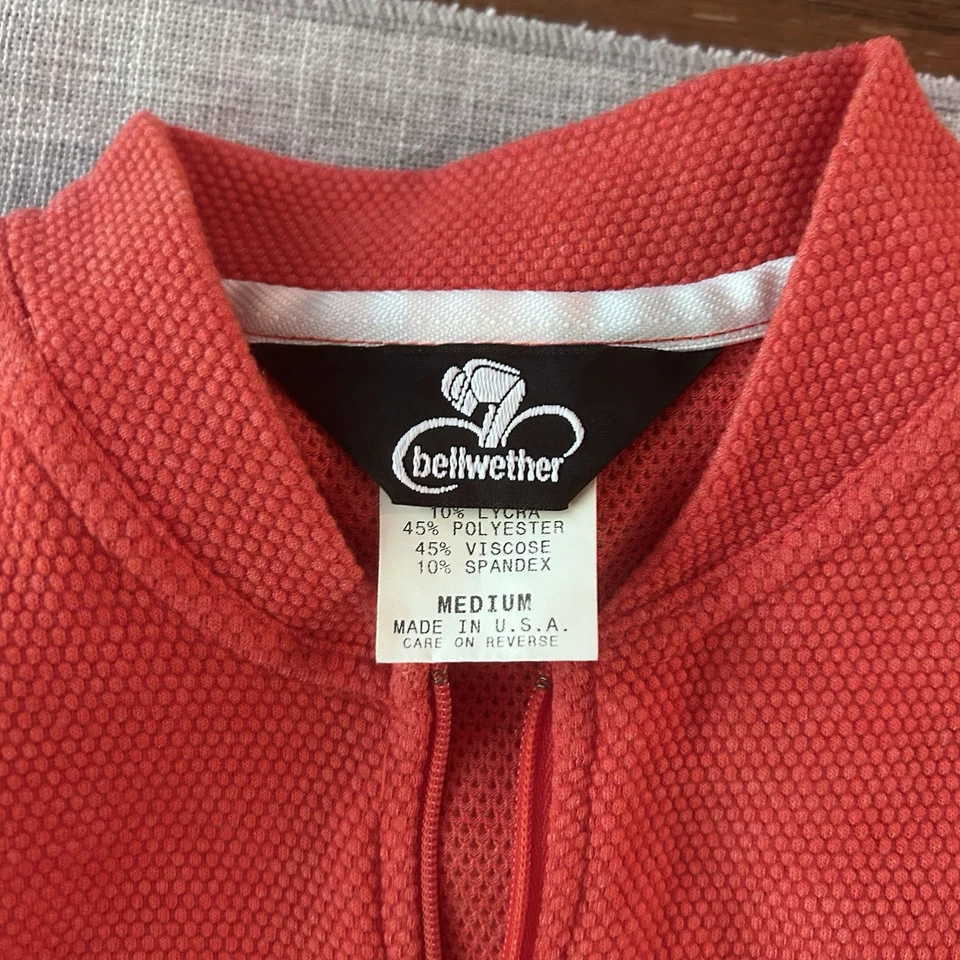 bellwether
10% LYCRA
45% POLYESTER
45% VISCOSE
10% SPANDEX
MEDIUM
MADE IN U.S.A.
CARE ON REVERSE